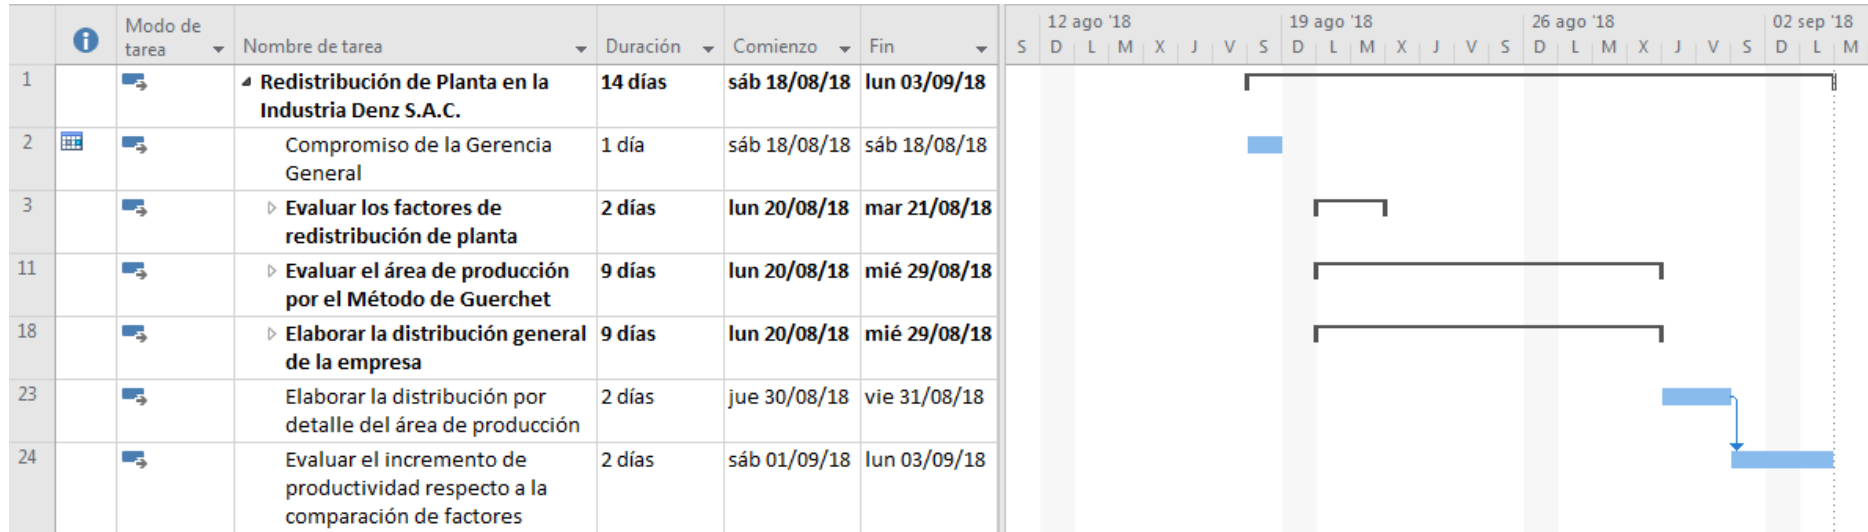 Modo de tarea Nombre de tarea Duración Comienzo Fin
12 ago '18 19 ago '18 26 ago '18 02 sep '18
S D L M X J V S D L M X J V S D L M X J V S D L M
1 Redistribución de Planta en la 14 días sáb 18/08/18 lun 03/09/18
Industria Denz S.A.C.
2 Compromiso de la Gerencia 1 día sáb 18/08/18 sáb 18/08/18
General
3 Evaluar los factores de 2 días lun 20/08/18 mar 21/08/18
redistribución de planta
11 Evaluar el área de producción 9 días lun 20/08/18 mié 29/08/18
por el Método de Guerchet
18 Elaborar la distribución general 9 días lun 20/08/18 mié 29/08/18
de la empresa
23 Elaborar la distribución por 2 días jue 30/08/18 vie 31/08/18
detalle del área de producción
24 Evaluar el incremento de 2 días sáb 01/09/18 lun 03/09/18
productividad respecto a la
comparación de factores